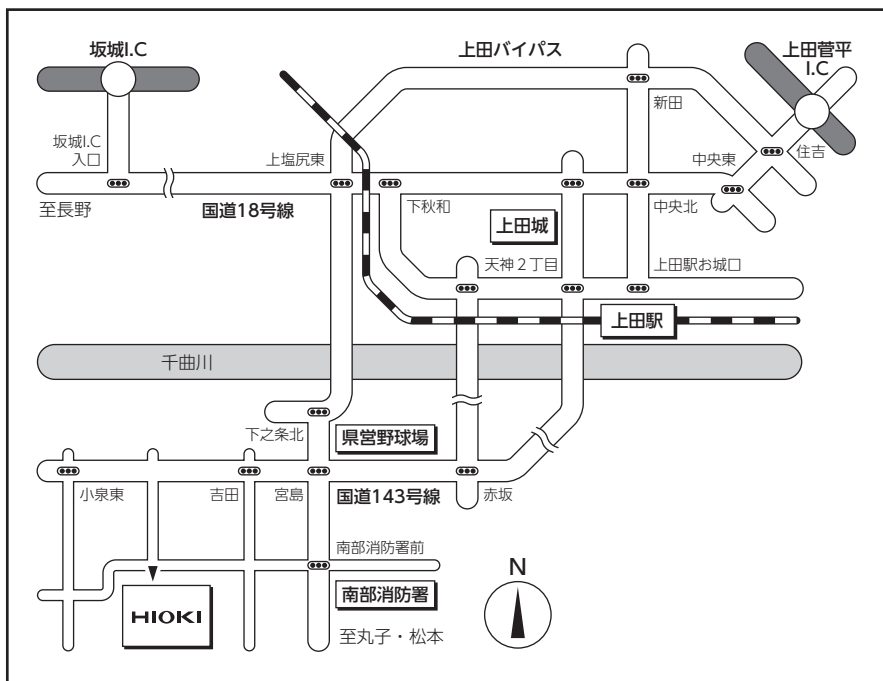 坂城I.C
上田バイパス
上田菅平
I.C
新田
坂城I.C
入口
上塩尻東
中央東
住吉
至長野
国道18号線
下秋和
上田城
中央北
天神２丁目
上田駅お城口
上田駅
千曲川
下之条北
県営野球場
小泉東
吉田
宮島
国道143号線
赤坂
南部消防署前
N
HIOKI
南部消防署
至丸子・松本